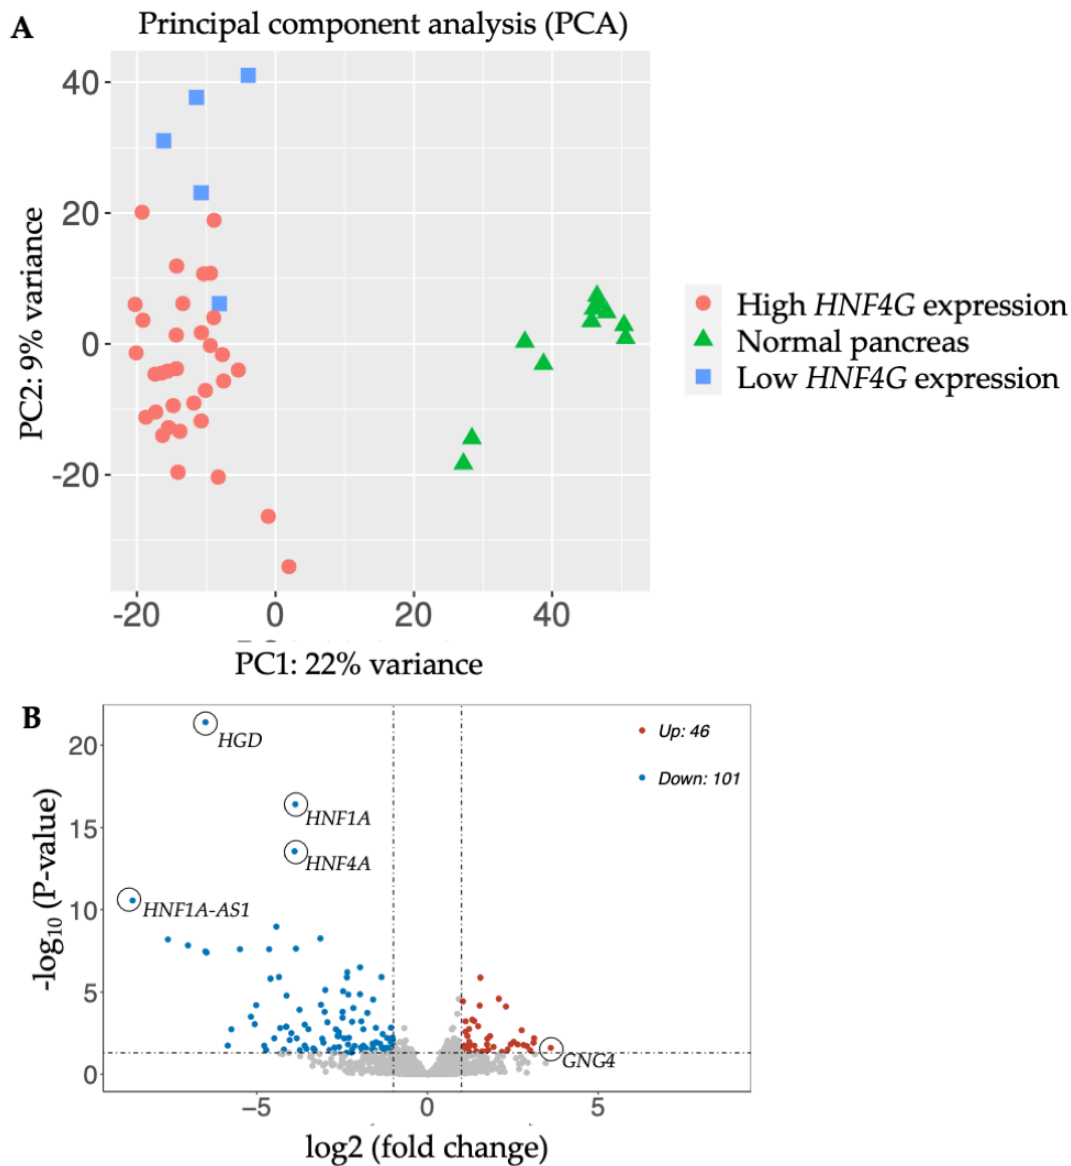 A
Principal component analysis (PCA)
40
20
0
-20
PC2: 9% variance
-20 0 20 40
PC1: 22% variance
High HNF4G expression
Normal pancreas
Low HNF4G expression
B
HGD
HNF1A
HNF4A
HNF1A-AS1
GNG4
Up: 46
Down: 101
20
15
10
5
0
-log10 (P-value)
−5 0 5
log2 (fold change)